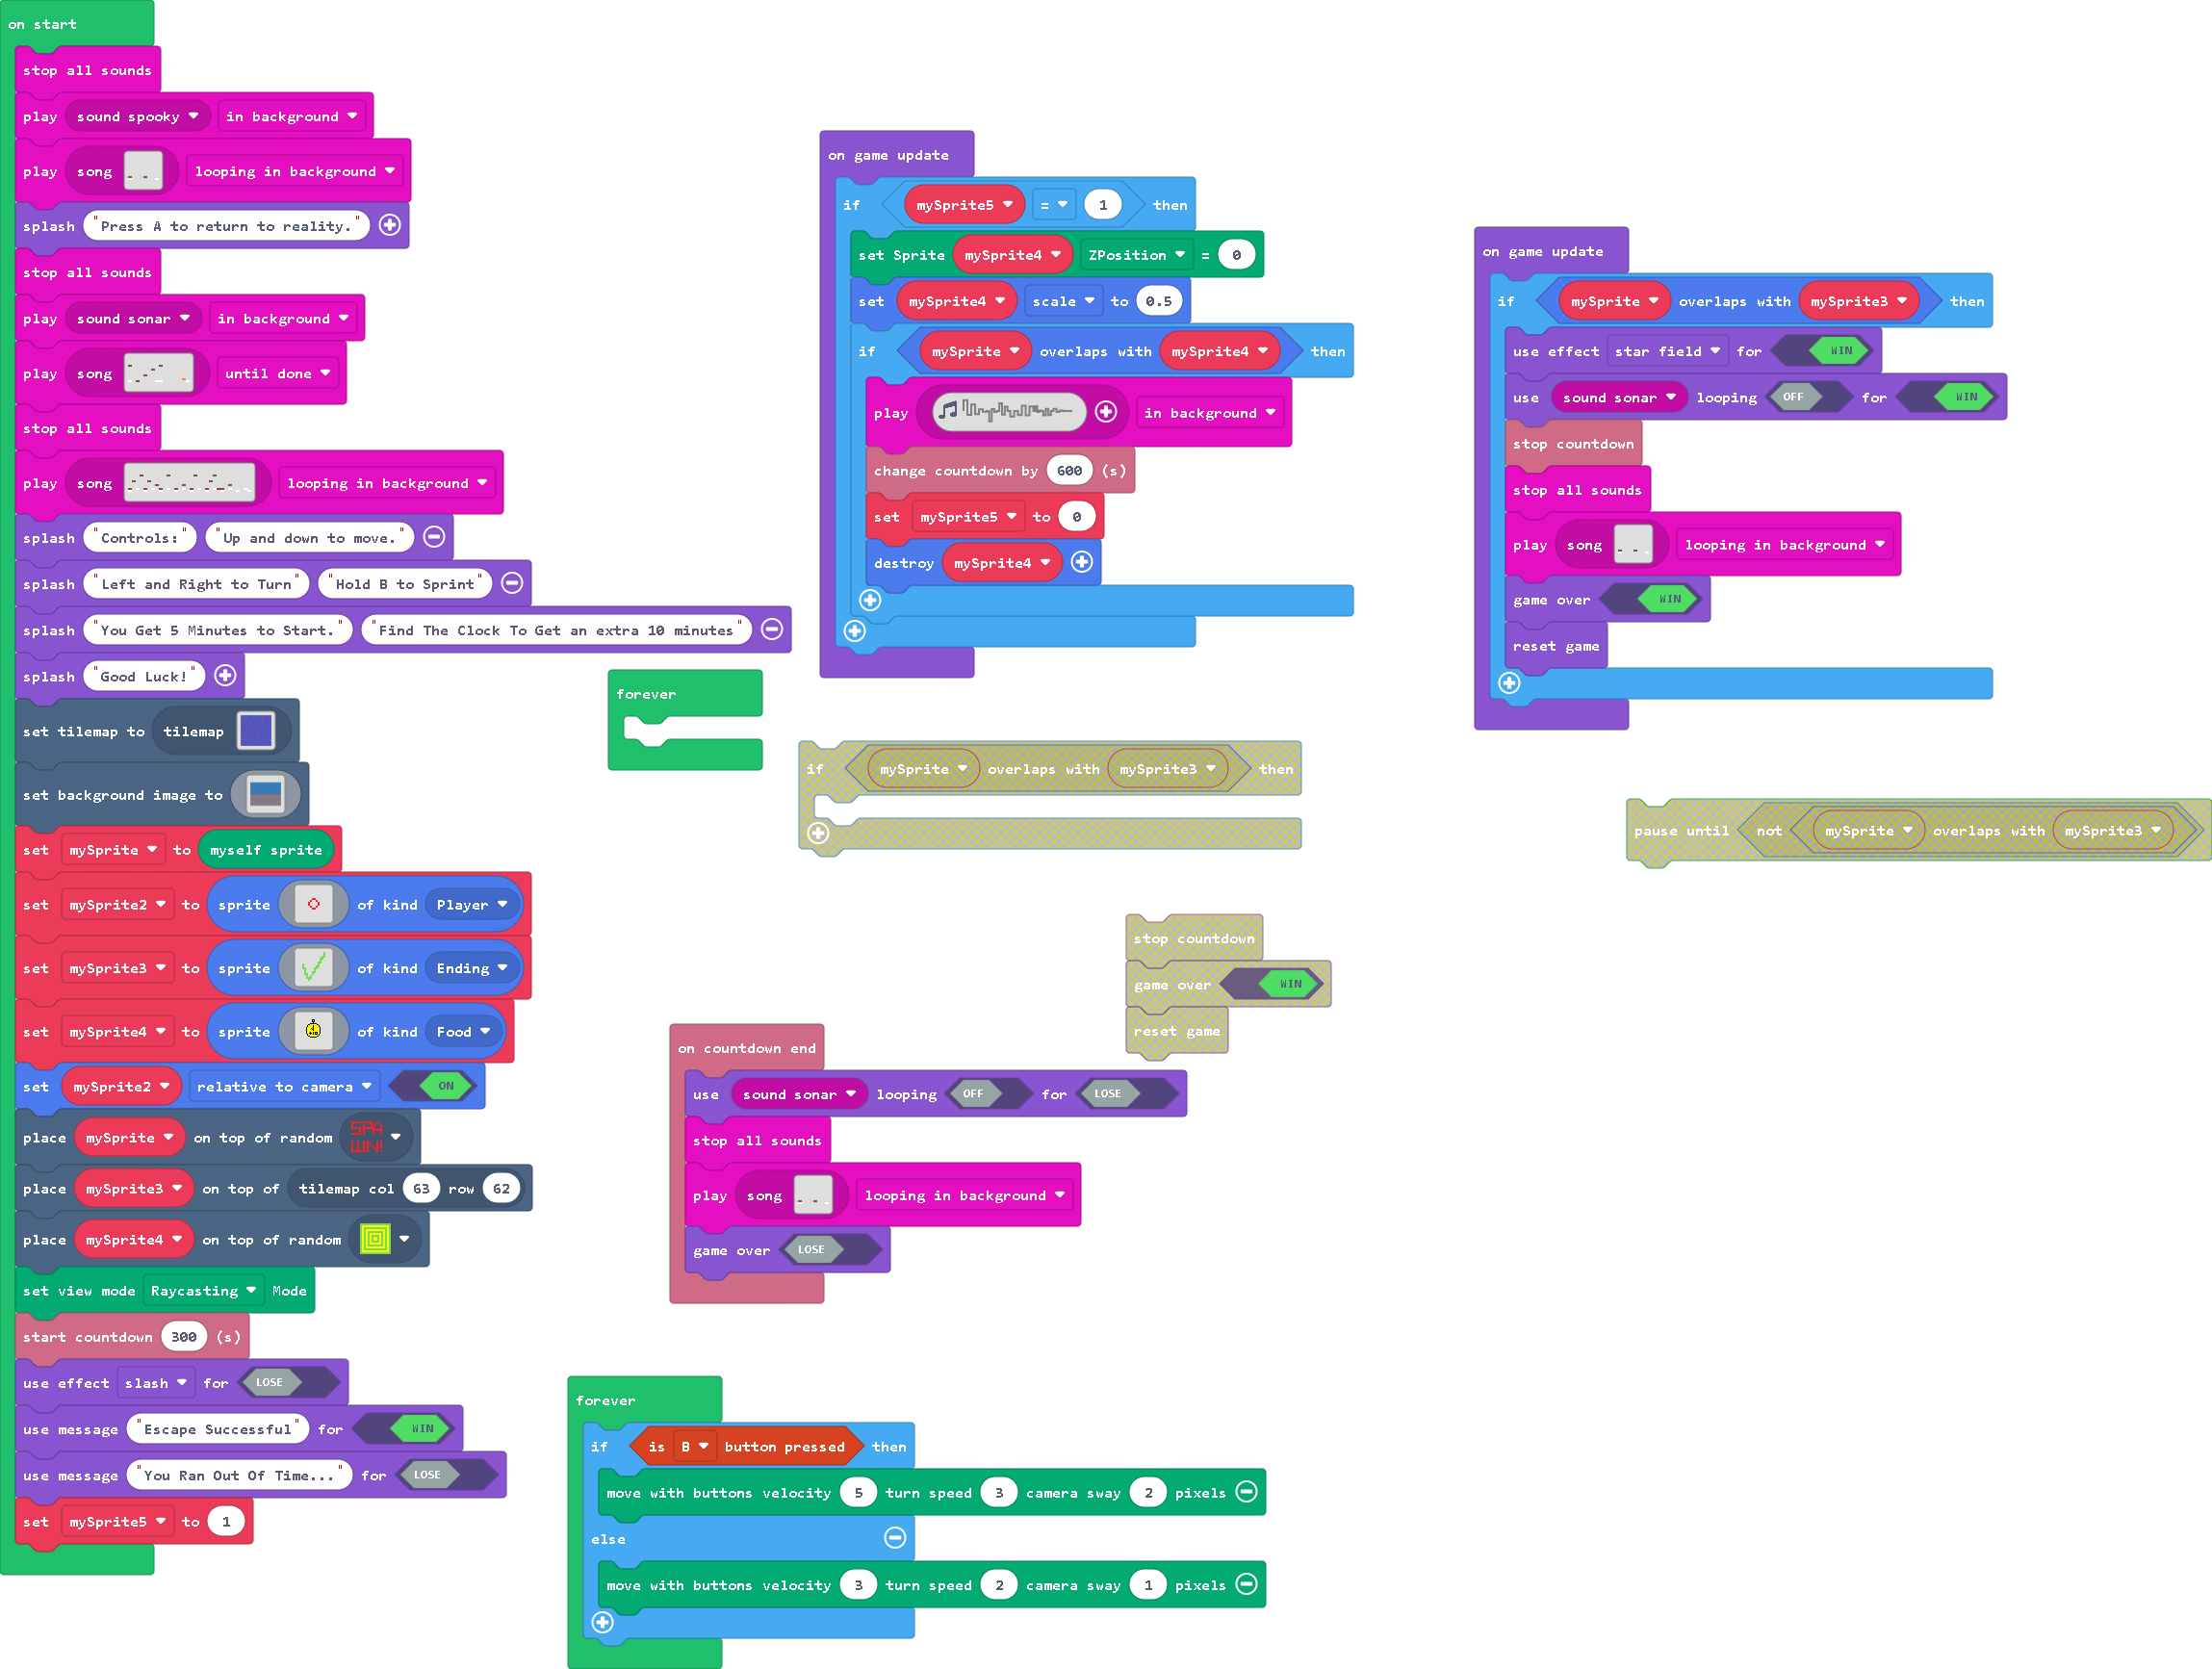 on start
stop all sounds
play sound spooky in background
play song looping in background
splash "Press A to return to reality."
stop all sounds
play sound sonar in background
play song until done
stop all sounds
play song looping in background
splash "Controls:" "Up and down to move."
splash "Left and Right to Turn" "Hold B to Sprint"
splash "You Get 5 Minutes to Start." "Find The Clock To Get an extra 10 minutes"
splash "Good Luck!"
set tilemap to tilemap
set background image to
set mySprite to myself sprite
set mySprite2 to sprite of kind Player
set mySprite3 to sprite of kind Ending
set mySprite4 to sprite of kind Food
set mySprite2 relative to camera ON
place mySprite on top of random SPAWN!
place mySprite3 on top of tilemap col 63 row 62
place mySprite4 on top of random
set view mode Raycasting Mode
start countdown 300 (s)
use effect slash for LOSE
use message "Escape Successful" for WIN
use message "You Ran Out Of Time..." for LOSE
set mySprite5 to 1
on game update
if mySprite5 = 1 then
set Sprite mySprite4 ZPosition = 0
set mySprite4 scale to 0.5
if mySprite overlaps with mySprite4 then
play in background
change countdown by 600 (s)
set mySprite5 to 0
destroy mySprite4
forever
if mySprite overlaps with mySprite3 then
stop countdown
game over WIN
reset game
on countdown end
use sound sonar looping OFF for LOSE
stop all sounds
play song looping in background
game over LOSE
forever
if is B button pressed then
move with buttons velocity 5 turn speed 3 camera sway 2 pixels
else
move with buttons velocity 3 turn speed 2 camera sway 1 pixels
on game update
if mySprite overlaps with mySprite3 then
use effect star field for WIN
use sound sonar looping OFF for WIN
stop countdown
stop all sounds
play song looping in background
game over WIN
reset game
pause until not mySprite overlaps with mySprite3